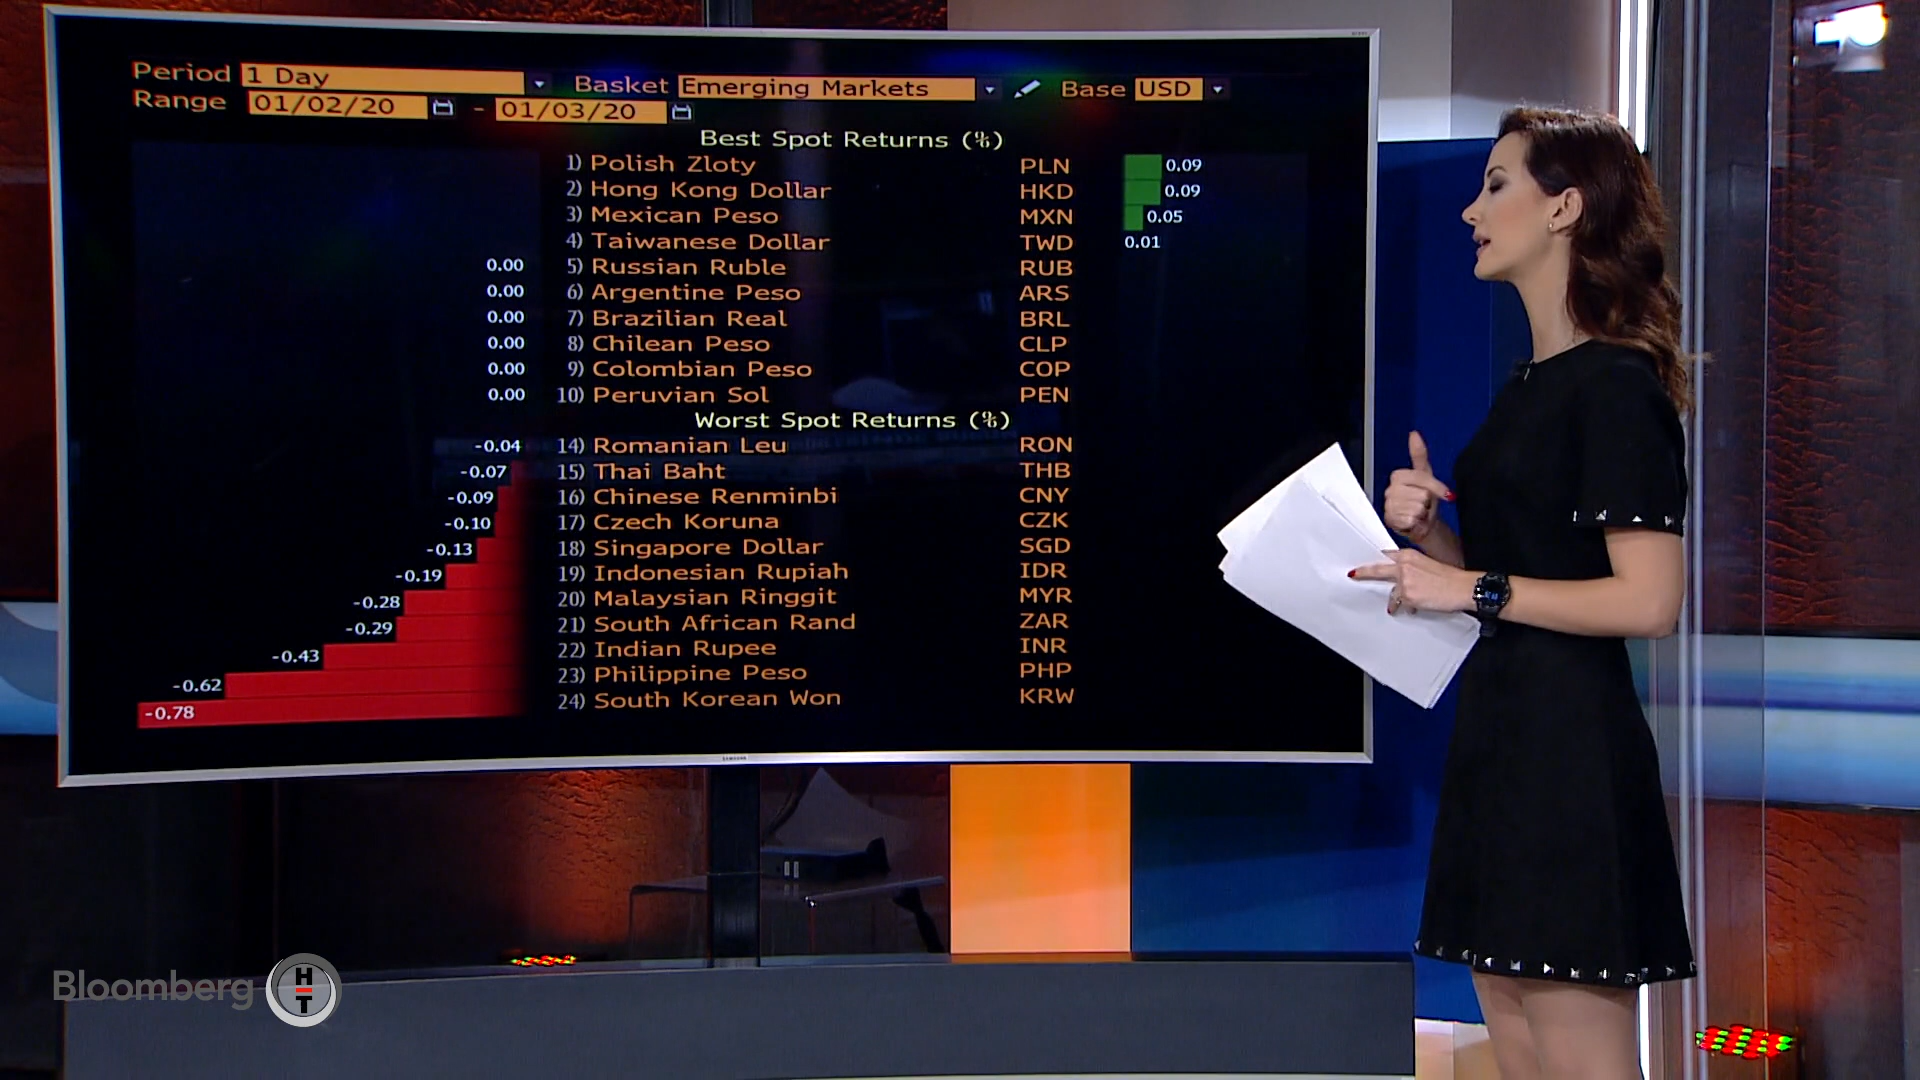 Period 1 Day Basket Emerging Markets Base USD
Range 01/02/20 - 01/03/20
Best Spot Returns (%)
1) Polish Zloty PLN 0.09
2) Hong Kong Dollar HKD 0.09
3) Mexican Peso MXN 0.05
4) Taiwanese Dollar TWD 0.01
0.00 5) Russian Ruble RUB
0.00 6) Argentine Peso ARS
0.00 7) Brazilian Real BRL
0.00 8) Chilean Peso CLP
0.00 9) Colombian Peso COP
0.00 10) Peruvian Sol PEN
Worst Spot Returns (%)
-0.04 14) Romanian Leu RON
-0.07 15) Thai Baht THB
-0.09 16) Chinese Renminbi CNY
-0.10 17) Czech Koruna CZK
-0.13 18) Singapore Dollar SGD
-0.19 19) Indonesian Rupiah IDR
-0.28 20) Malaysian Ringgit MYR
-0.29 21) South African Rand ZAR
-0.43 22) Indian Rupee INR
-0.62 23) Philippine Peso PHP
-0.78 24) South Korean Won KRW
SAMSUNG
Bloomberg HT